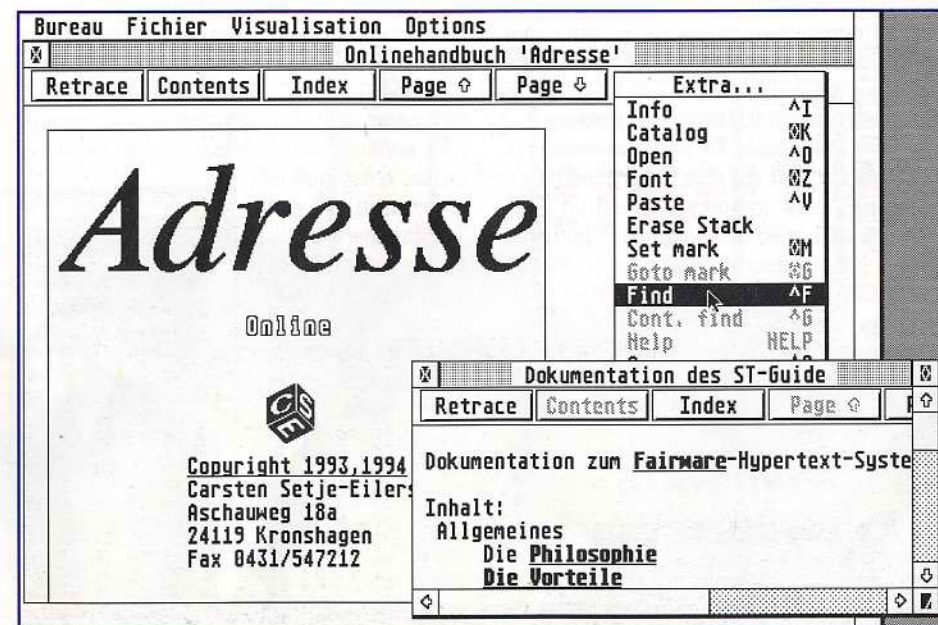 Bureau Fichier Visualisation Options
Onlinehandbuch 'Adresse'
Retrace Contents Index Page ⇧ Page ⇩ Extra...
Info ^I
Catalog K
Open ^O
Font Z
Paste ^V
Erase Stack
Set mark M
Goto mark G
Find ^F
Cont. find ^G
Help HELP
Adresse
Online
CSE
Copyright 1993,1994
Carsten Setje-Eilers
Aschauweg 18a
24119 Kronshagen
Fax 0431/547212
Dokumentation des ST-Guide
Retrace Contents Index Page ⇧
Dokumentation zum Fairware-Hypertext-Syste
Inhalt:
Allgemeines
Die Philosophie
Die Vorteile